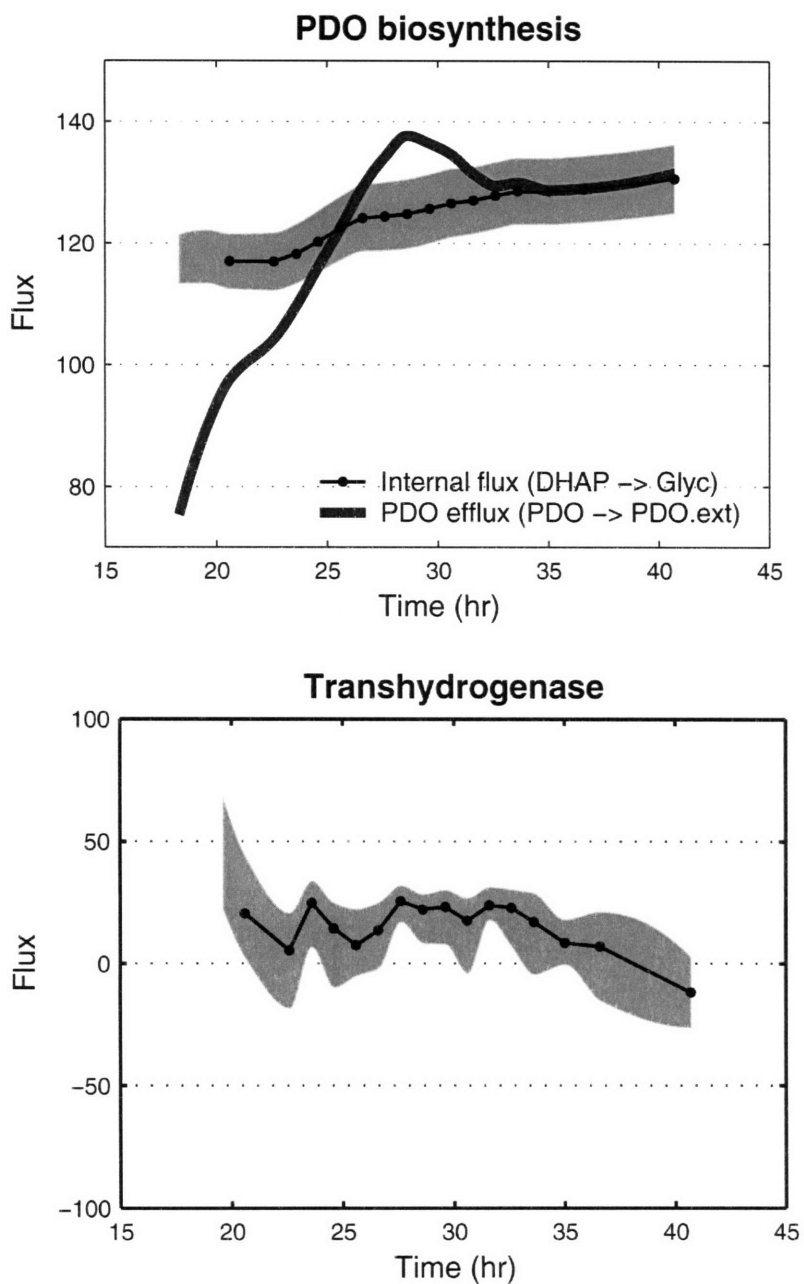 PDO biosynthesis
140
120
100
80
Flux
Internal flux (DHAP −> Glyc)
PDO efflux (PDO −> PDO.ext)
15 20 25 30 35 40 45
Time (hr)
Transhydrogenase
100
50
0
−50
−100
Flux
15 20 25 30 35 40 45
Time (hr)